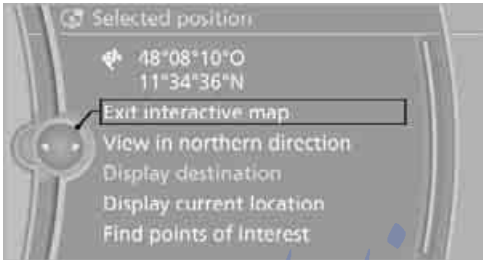 Selected position
48°08'10"O
11°34'36"N
Exit interactive map
View in northern direction
Display destination
Display current location
Find points of interest